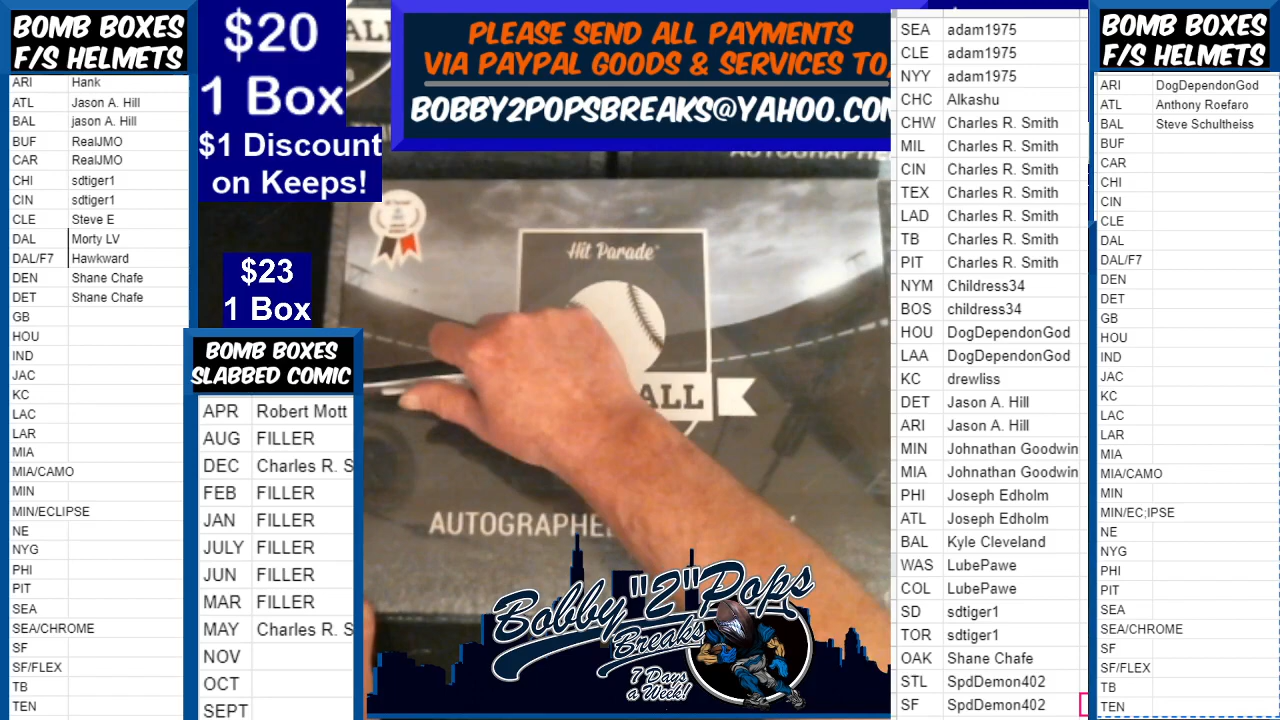 BOMB BOXES
F/S HELMETS
ARI Hank
ATL Jason A. Hill
BAL jason A. Hill
BUF RealJMO
CAR RealJMO
CHI sdtiger1
CIN sdtiger1
CLE Steve E
DAL Morty LV
DAL/F7 Hawkward
DEN Shane Chafe
DET Shane Chafe
GB
HOU
IND
JAC
KC
LAC
LAR
MIA
MIA/CAMO
MIN
MIN/ECLIPSE
NE
NYG
PHI
PIT
SEA
SEA/CHROME
SF
SF/FLEX
TB
TEN
$20
1 Box
$1 Discount
on Keeps!
$23
1 Box
BOMB BOXES
SLABBED COMIC
APR Robert Mott
AUG FILLER
DEC Charles R. S
FEB FILLER
JAN FILLER
JULY FILLER
JUN FILLER
MAR FILLER
MAY Charles R. S
NOV
OCT
SEPT
PLEASE SEND ALL PAYMENTS
VIA PAYPAL GOODS & SERVICES TO
BOBBY2POPSBREAKS@YAHOO.COM
Hit Parade
ALL
AUTOGRAPHE
Bobby "2" Pops
Breaks
7 Days
a Week!
SEA adam1975
CLE adam1975
NYY adam1975
CHC Alkashu
CHW Charles R. Smith
MIL Charles R. Smith
CIN Charles R. Smith
TEX Charles R. Smith
LAD Charles R. Smith
TB Charles R. Smith
PIT Charles R. Smith
NYM Childress34
BOS childress34
HOU DogDependonGod
LAA DogDependonGod
KC drewliss
DET Jason A. Hill
ARI Jason A. Hill
MIN Johnathan Goodwin
MIA Johnathan Goodwin
PHI Joseph Edholm
ATL Joseph Edholm
BAL Kyle Cleveland
WAS LubePawe
COL LubePawe
SD sdtiger1
TOR sdtiger1
OAK Shane Chafe
STL SpdDemon402
SF SpdDemon402
BOMB BOXES
F/S HELMETS
ARI DogDependonGod
ATL Anthony Roefaro
BAL Steve Schultheiss
BUF
CAR
CHI
CIN
CLE
DAL
DAL/F7
DEN
DET
GB
HOU
IND
JAC
KC
LAC
LAR
MIA
MIA/CAMO
MIN
MIN/EC;IPSE
NE
NYG
PHI
PIT
SEA
SEA/CHROME
SF
SF/FLEX
TB
TEN